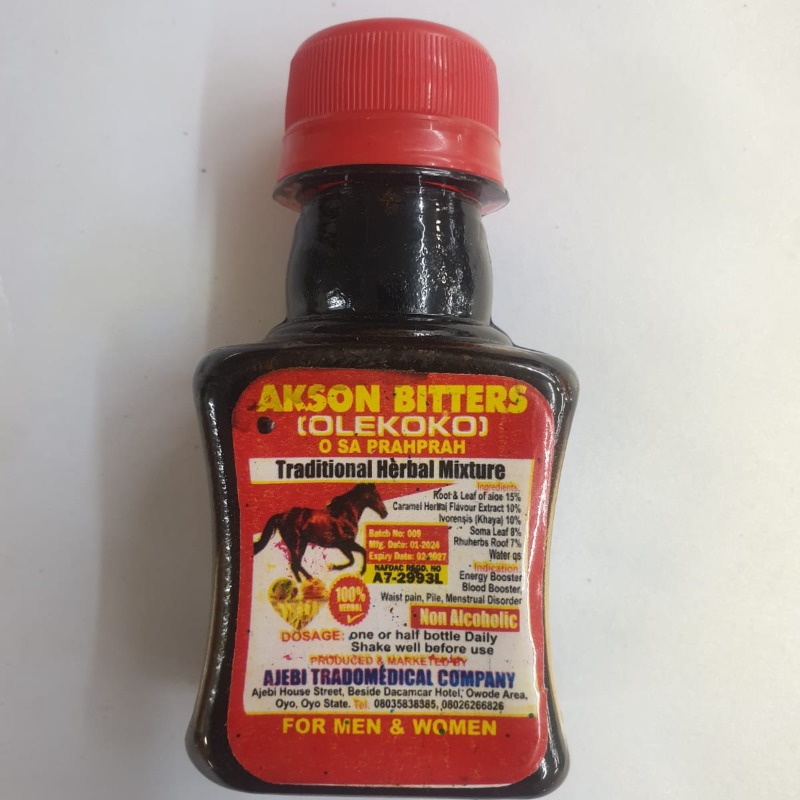 AKSON BITTERS
(OLEKOKO)
O SA PRAHPRAH
Traditional Herbal Mixture
Ingredients:
Root & Leaf of aloe 15%
Caramel Herbal Flavour Extract 10%
Ivorensis (Khaya) 10%
Soma Leaf 8%
Rhuherbs Roof 7%
Water qs
Batch No: 009
Mfg. Date: 01-2024
Expiry Date: 02-2027
NAFDAC REGD. NO
A7-2993L
Indication:
Energy Booster
Blood Booster,
Waist pain, Pile, Menstrual Disorder
100%
HERBAL
Non Alcoholic
DOSAGE: one or half bottle Daily
Shake well before use
PRODUCED & MARKETED BY
AJEBI TRADOMEDICAL COMPANY
Ajebi House Street, Beside Dacamcar Hotel, Owode Area,
Oyo, Oyo State. Tel. 08035838385, 08026266826
FOR MEN & WOMEN